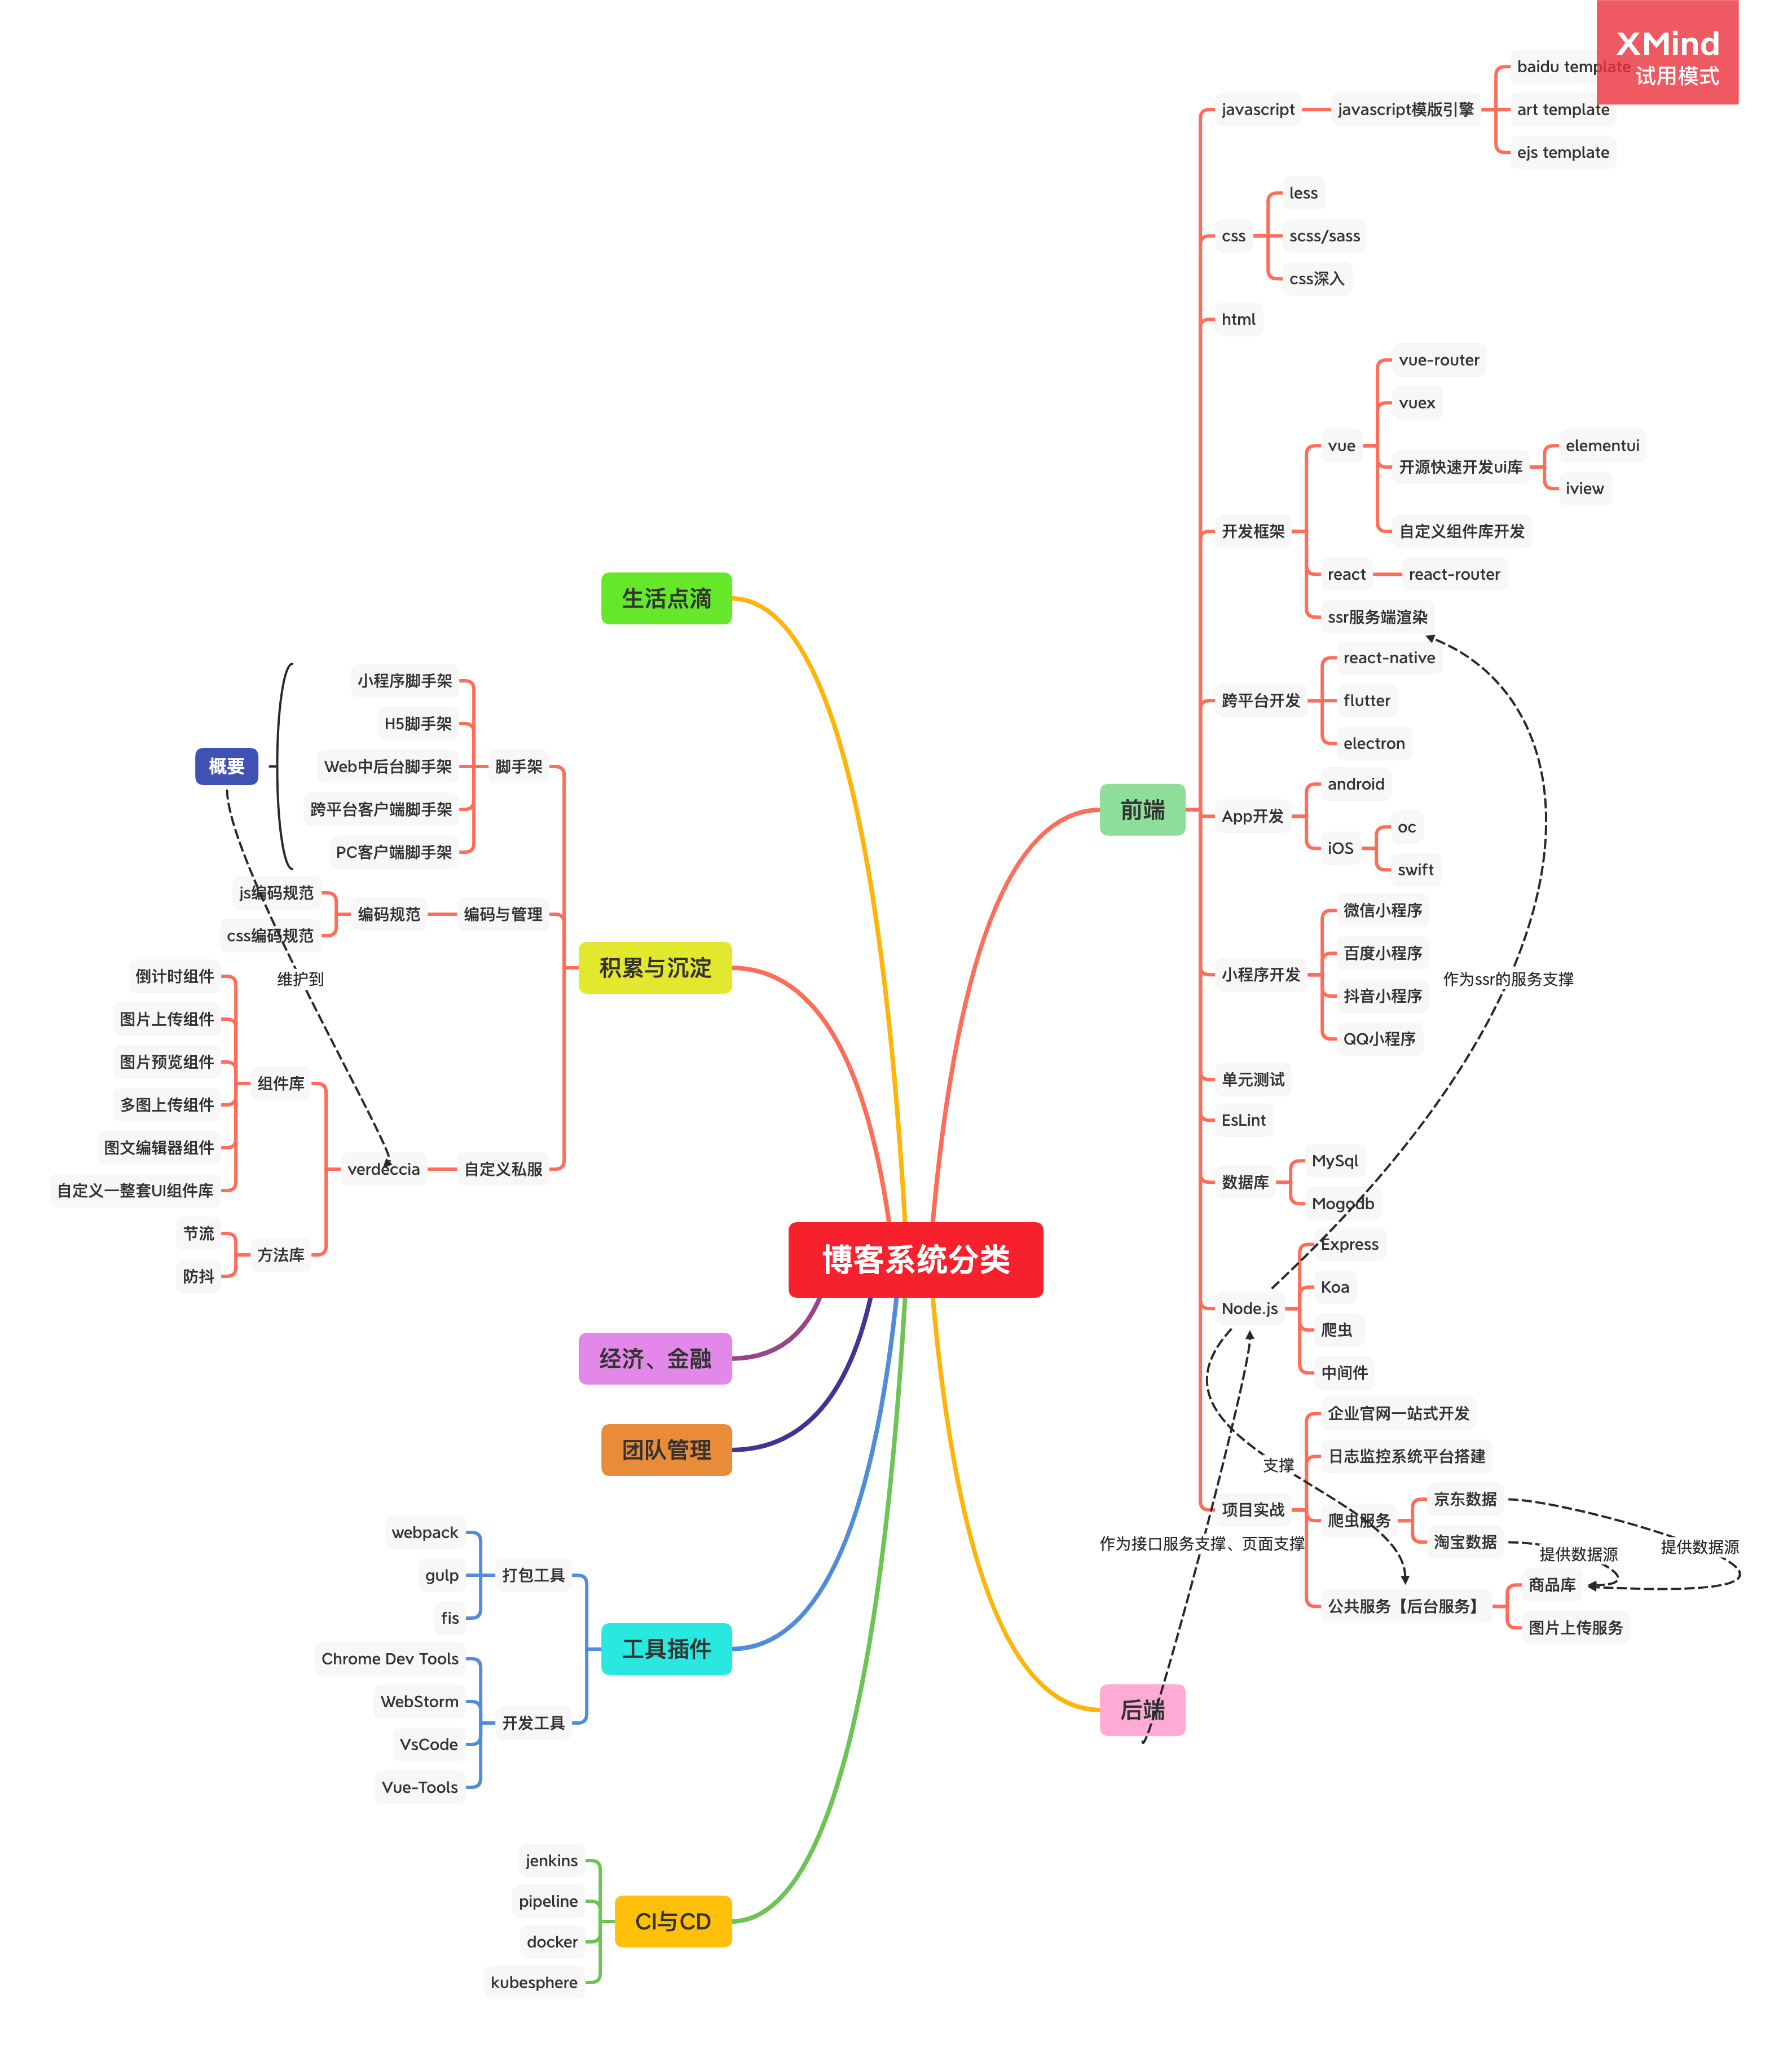 XMind
试用模式
博客系统分类
前端
javascript
javascript模版引擎
baidu template
art template
ejs template
css
less
scss/sass
css深入
html
开发框架
vue
vue-router
vuex
开源快速开发ui库
elementui
iview
自定义组件库开发
react
react-router
ssr服务端渲染
跨平台开发
react-native
flutter
electron
App开发
android
iOS
oc
swift
小程序开发
微信小程序
百度小程序
抖音小程序
QQ小程序
作为ssr的服务支撑
单元测试
EsLint
数据库
MySql
Mogodb
Node.js
Express
Koa
爬虫
中间件
项目实战
企业官网一站式开发
日志监控系统平台搭建
支撑
爬虫服务
京东数据
淘宝数据
作为接口服务支撑、页面支撑
提供数据源
提供数据源
公共服务【后台服务】
商品库
图片上传服务
后端
生活点滴
积累与沉淀
脚手架
小程序脚手架
H5脚手架
Web中后台脚手架
跨平台客户端脚手架
PC客户端脚手架
概要
编码与管理
编码规范
js编码规范
css编码规范
维护到
自定义私服
verdeccia
组件库
倒计时组件
图片上传组件
图片预览组件
多图上传组件
图文编辑器组件
自定义一整套UI组件库
方法库
节流
防抖
经济、金融
团队管理
工具插件
打包工具
webpack
gulp
fis
开发工具
Chrome Dev Tools
WebStorm
VsCode
Vue-Tools
CI与CD
jenkins
pipeline
docker
kubesphere